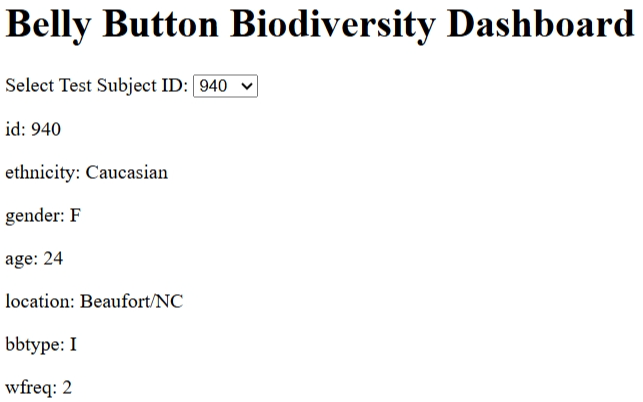 Belly Button Biodiversity Dashboard
Select Test Subject ID: 940
id: 940
ethnicity: Caucasian
gender: F
age: 24
location: Beaufort/NC
bbtype: I
wfreq: 2